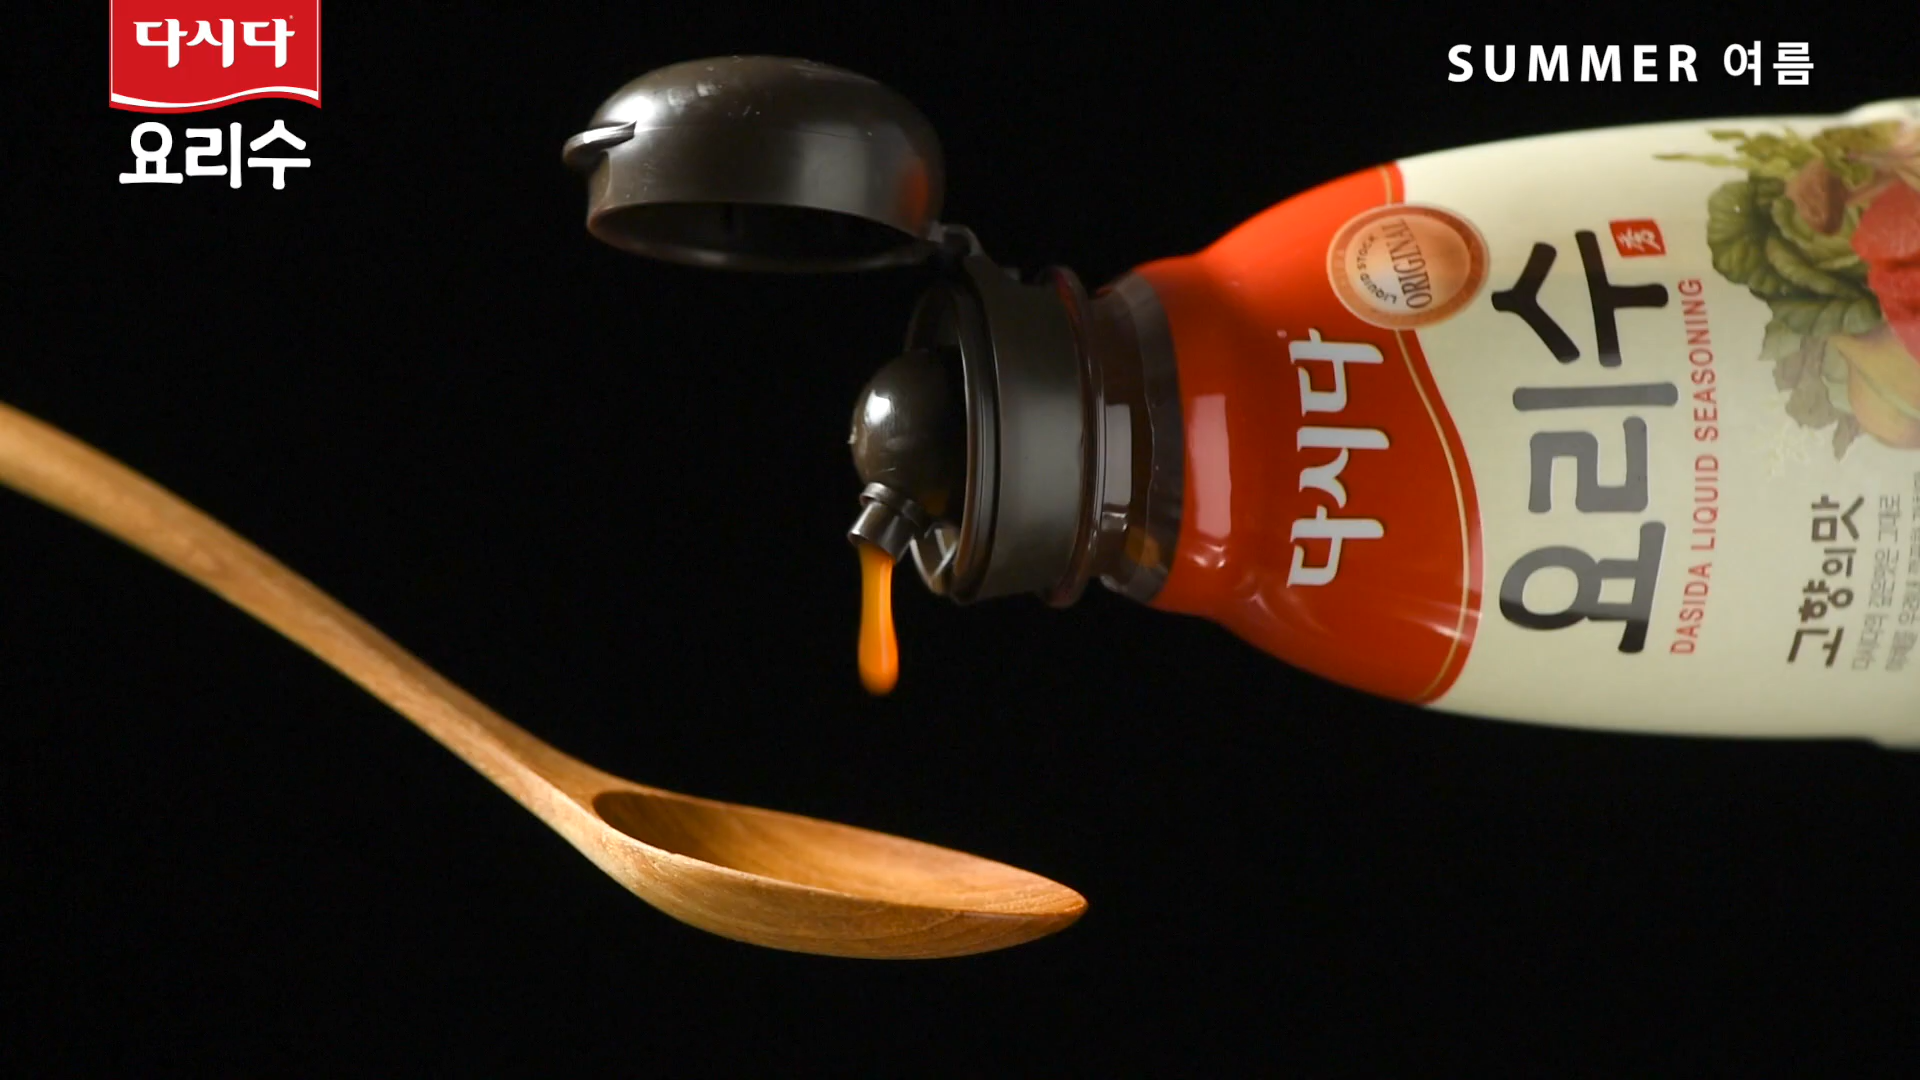 다시다
요리수
SUMMER 여름
LIQUID STOCK
ORIGINAL
다시다
요리수
DASIDA LIQUID SEASONING
고향의맛